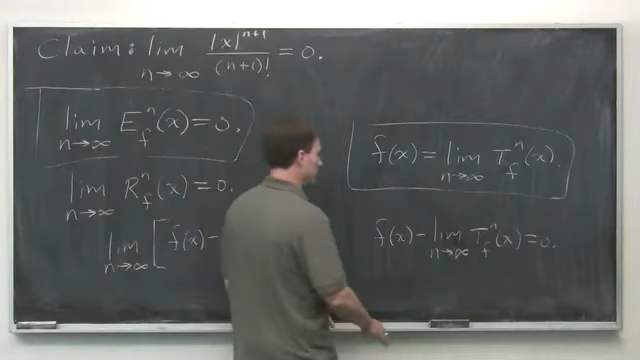 Claim: lim_{n→∞} |x|^{n+1}/(n+1)! = 0.
lim_{n→∞} E_f^n(x) = 0.
lim_{n→∞} R_f^n(x) = 0.
lim_{n→∞} [f(x) −
f(x) = lim_{n→∞} T_f^n(x).
f(x) − lim_{n→∞} T_f^n(x) = 0.